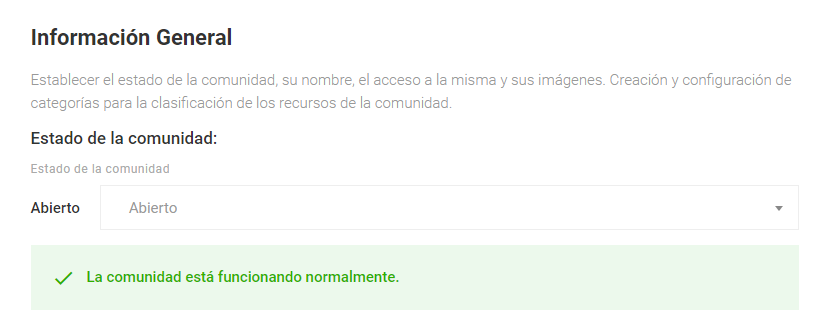 Información General
Establecer el estado de la comunidad, su nombre, el acceso a la misma y sus imágenes. Creación y configuración de
categorías para la clasificación de los recursos de la comunidad.
Estado de la comunidad:
Estado de la comunidad
Abierto Abierto
La comunidad está funcionando normalmente.